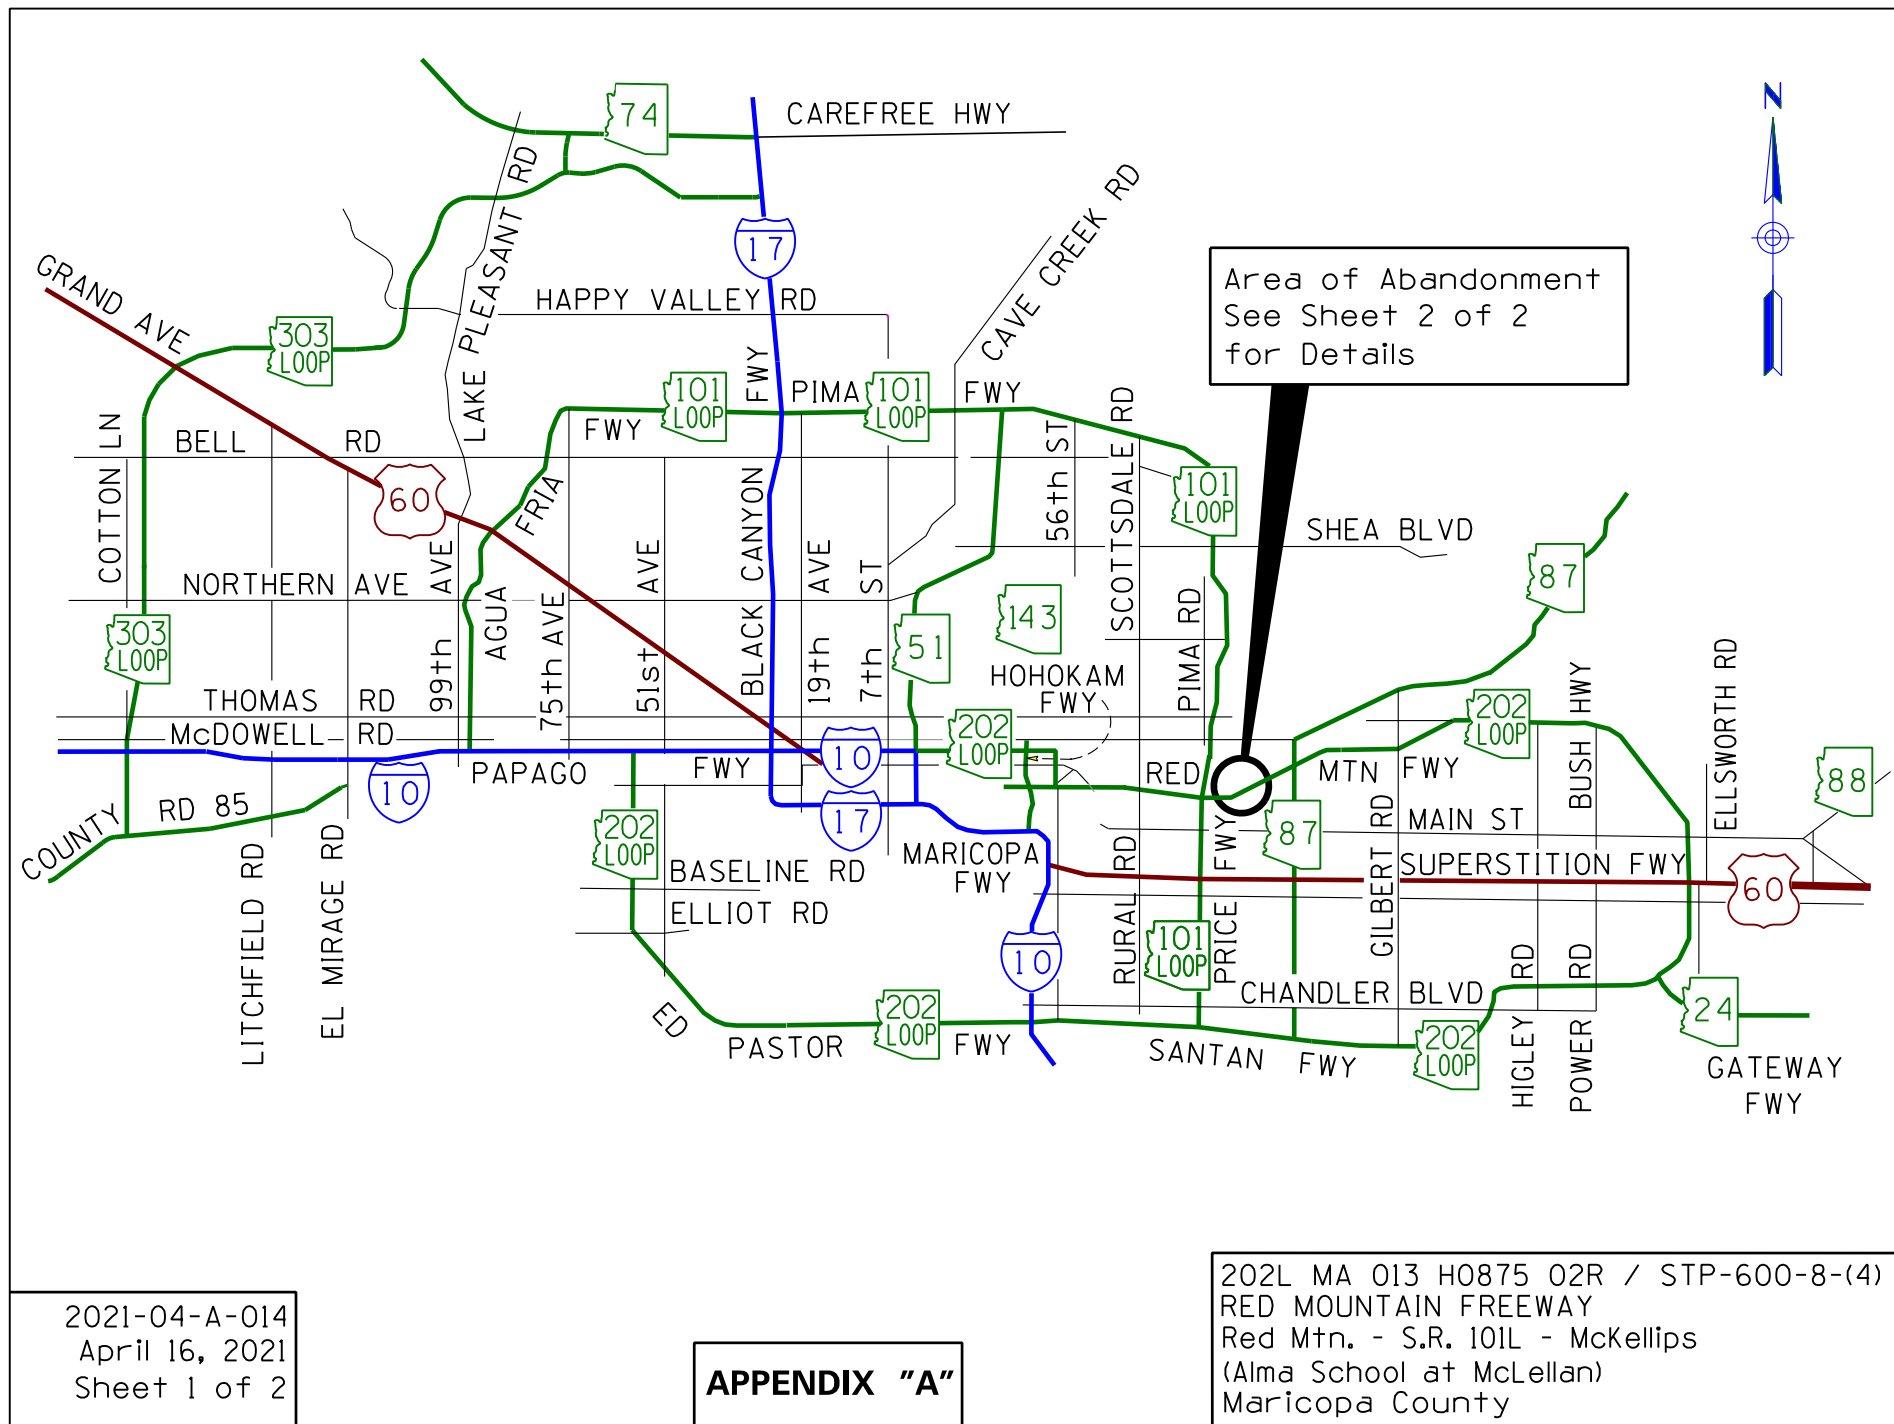 74
CAREFREE HWY
N
LAKE PLEASANT RD
17
CAVE CREEK RD
GRAND AVE
HAPPY VALLEY RD
Area of Abandonment
See Sheet 2 of 2
for Details
303
LOOP
101
LOOP
FWY
PIMA
101
LOOP
FWY
FWY
COTTON LN
BELL RD
60
AGUA FRIA
BLACK CANYON
56th ST
SCOTTSDALE RD
101
LOOP
SHEA BLVD
87
NORTHERN AVE
99th AVE
75th AVE
51st AVE
19th AVE
7th ST
303
LOOP
51
143
PIMA RD
HOHOKAM
FWY
THOMAS RD
McDOWELL RD
202
LOOP
202
LOOP
BUSH HWY
ELLSWORTH RD
10
PAPAGO FWY
10
RED MTN FWY
88
COUNTY RD 85
17
202
LOOP
87
MAIN ST
LITCHFIELD RD
EL MIRAGE RD
BASELINE RD
ELLIOT RD
MARICOPA
FWY
SUPERSTITION FWY
60
RURAL RD
PRICE FWY
GILBERT RD
10
101
LOOP
CHANDLER BLVD
HIGLEY RD
POWER RD
24
GATEWAY
FWY
ED PASTOR FWY
202
LOOP
SANTAN FWY
202
LOOP
2021-04-A-014
April 16, 2021
Sheet 1 of 2
APPENDIX "A"
202L MA 013 H0875 02R / STP-600-8-(4)
RED MOUNTAIN FREEWAY
Red Mtn. - S.R. 101L - McKellips
(Alma School at McLellan)
Maricopa County